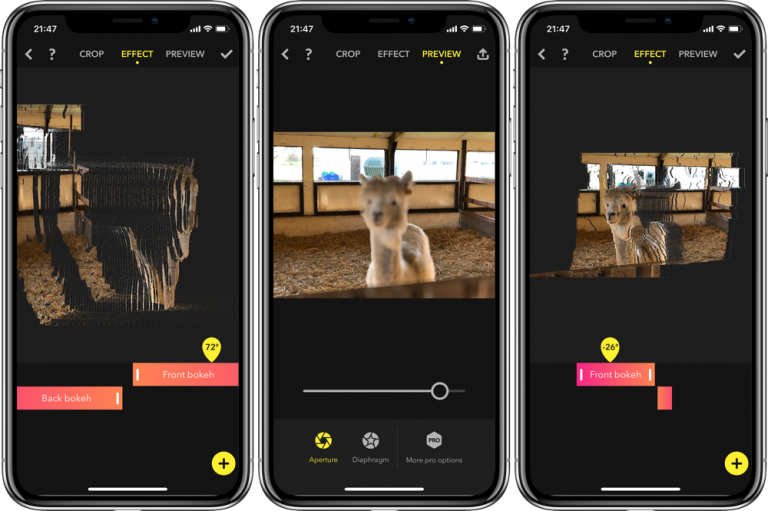 21:47
? CROP EFFECT PREVIEW
72°
Front bokeh
Back bokeh
21:47
? CROP EFFECT PREVIEW
Aperture Diaphragm PRO More pro options
21:47
? CROP EFFECT PREVIEW
-26°
Front bokeh